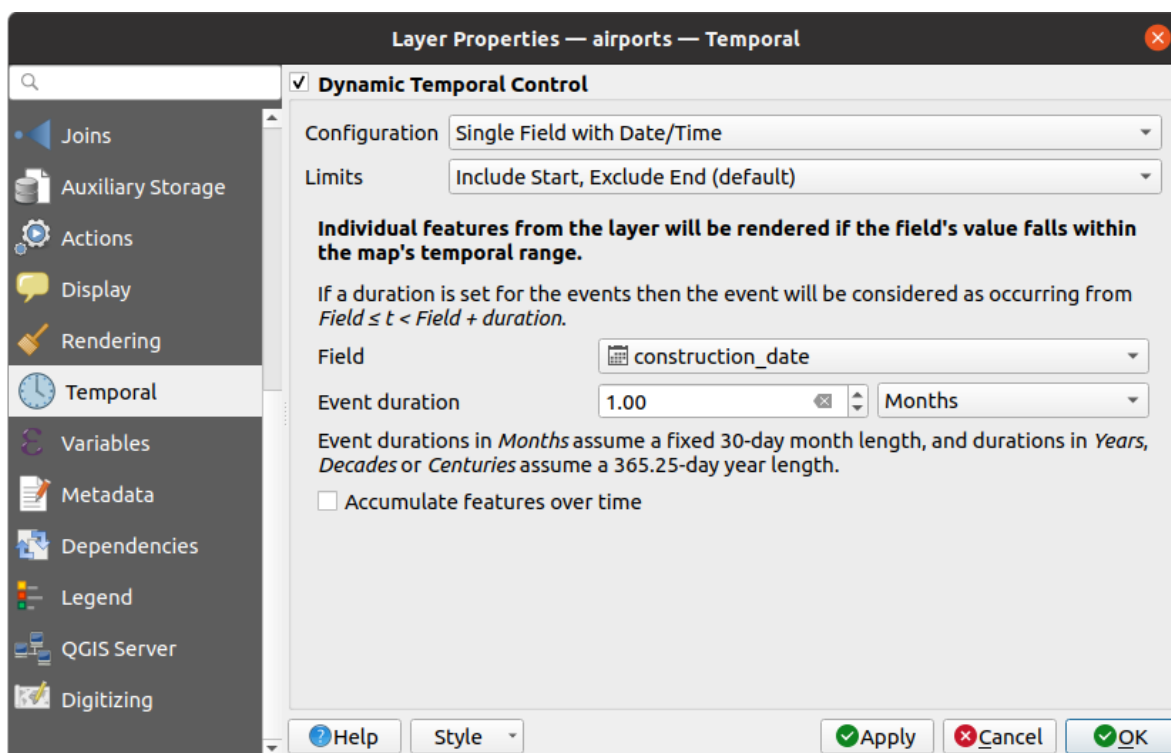 Layer Properties — airports — Temporal
Joins
Auxiliary Storage
Actions
Display
Rendering
Temporal
Variables
Metadata
Dependencies
Legend
QGIS Server
Digitizing
Dynamic Temporal Control
Configuration Single Field with Date/Time
Limits Include Start, Exclude End (default)
Individual features from the layer will be rendered if the field's value falls within
the map's temporal range.
If a duration is set for the events then the event will be considered as occurring from
Field ≤ t < Field + duration.
Field construction_date
Event duration 1.00 Months
Event durations in Months assume a fixed 30-day month length, and durations in Years,
Decades or Centuries assume a 365.25-day year length.
Accumulate features over time
Help Style Apply Cancel OK